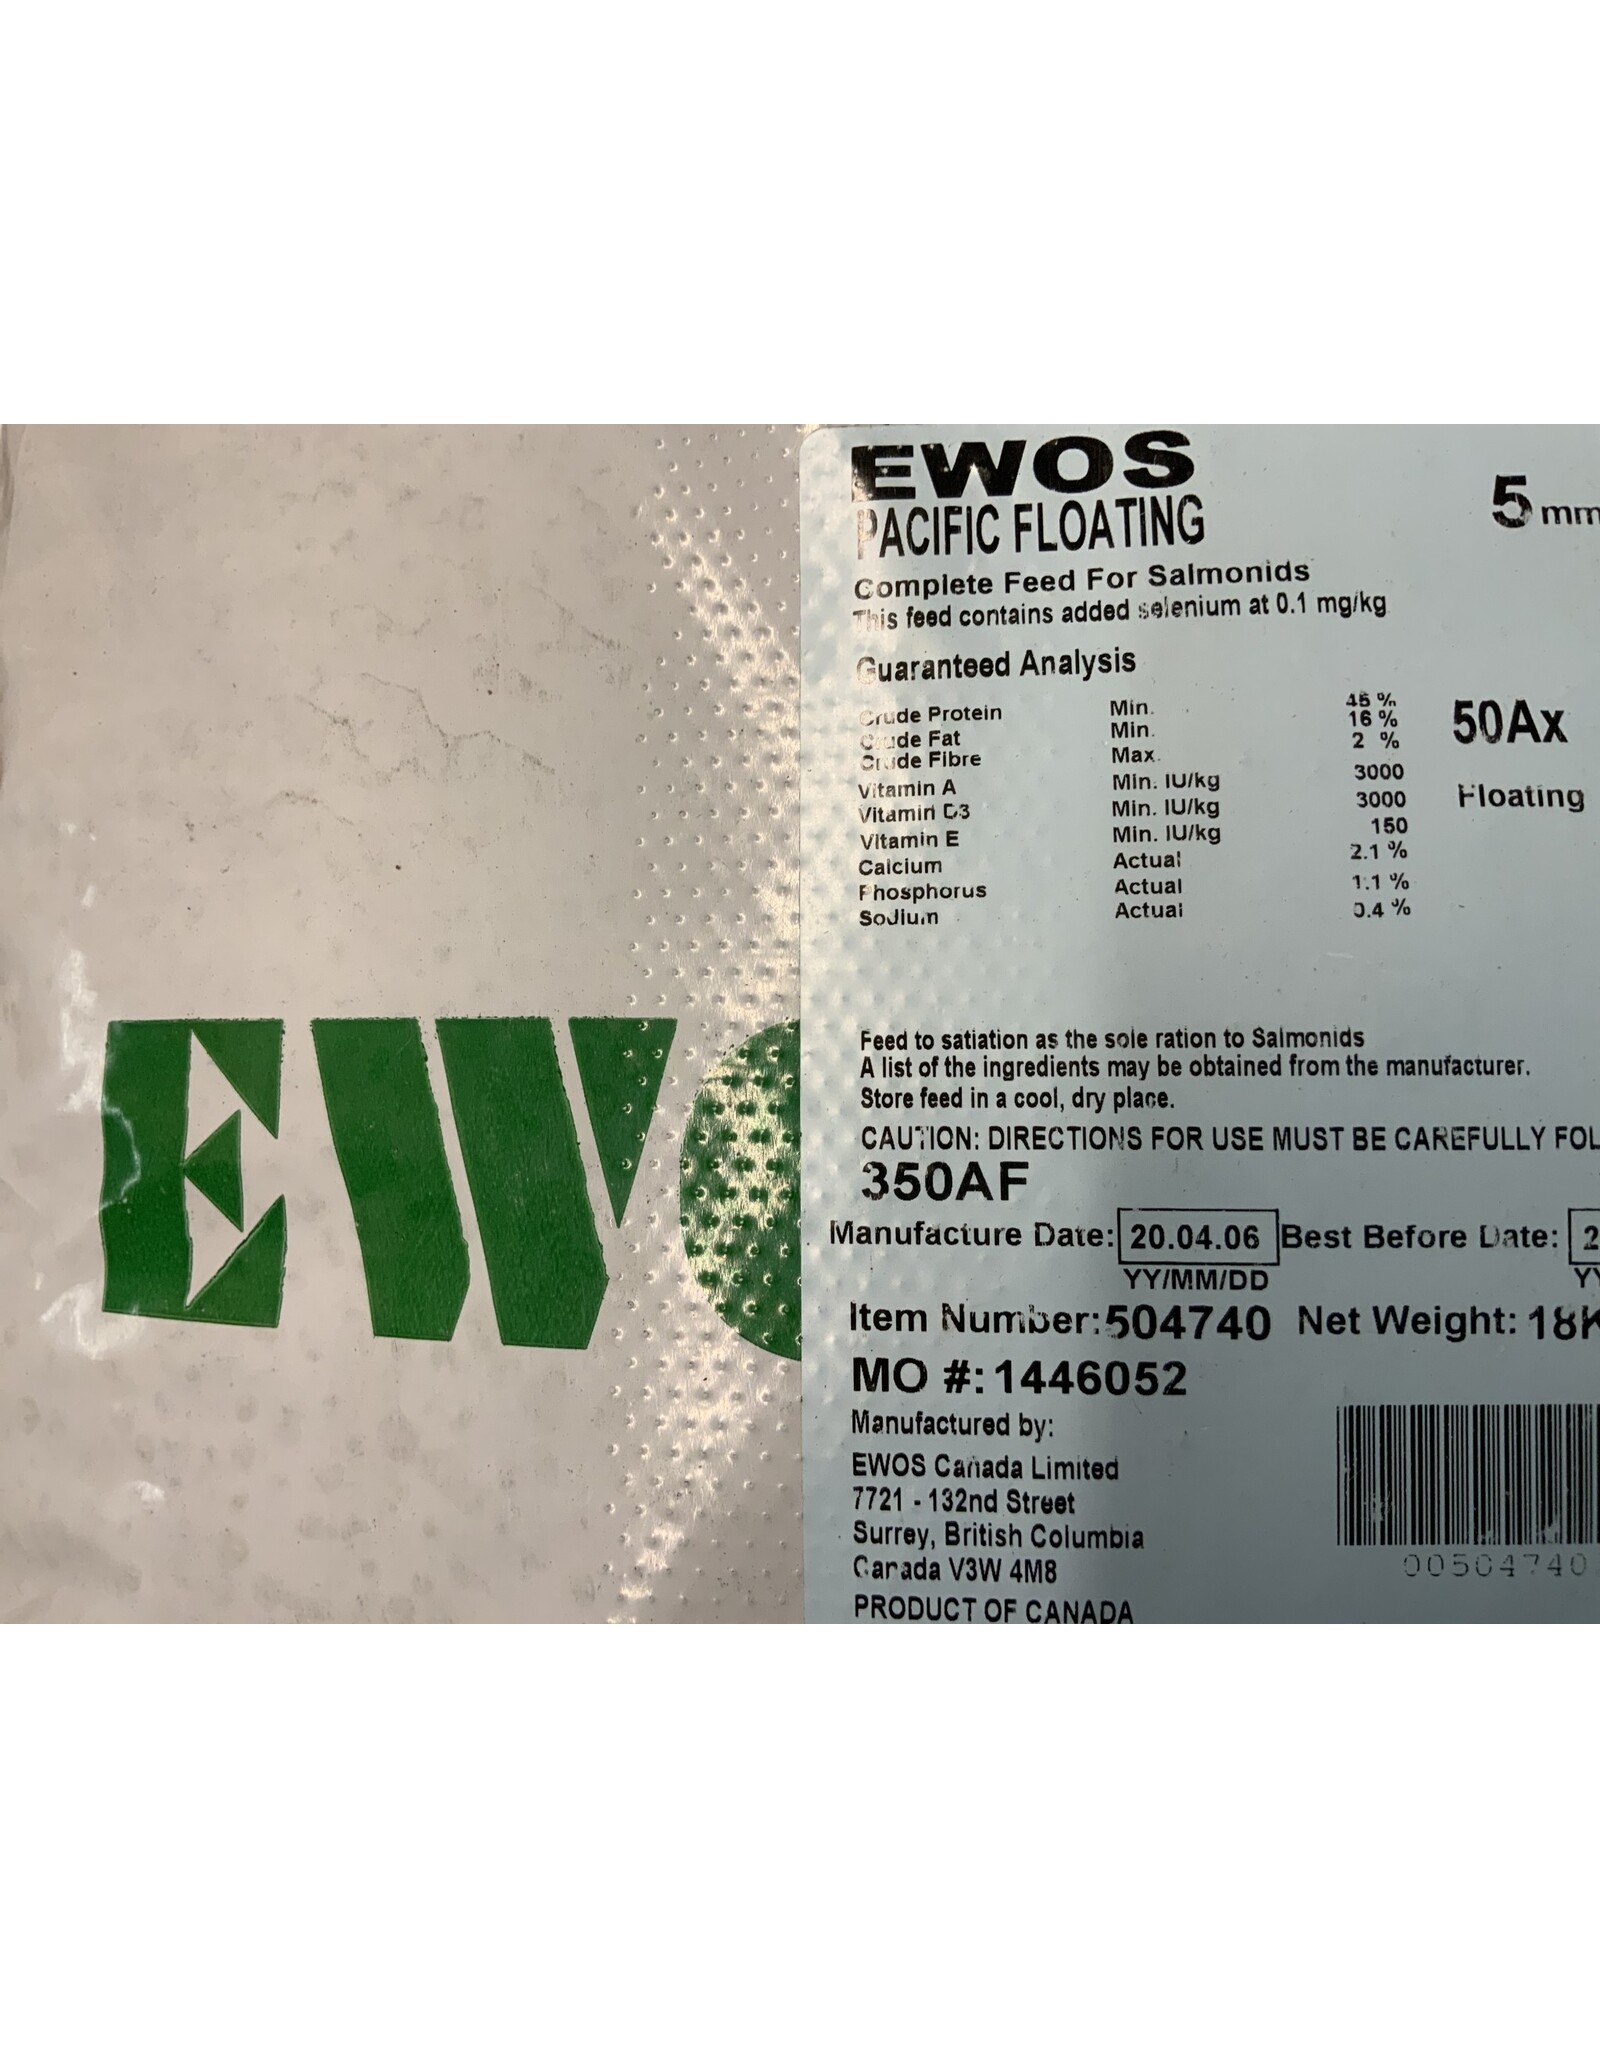 EWO
EWOS
PACIFIC FLOATING
5 mm
Complete Feed For Salmonids
This feed contains added selenium at 0.1 mg/kg
Guaranteed Analysis
Crude Protein Min. 45 %
Crude Fat Min. 16 %
Crude Fibre Max. 2 %
Vitamin A Min. IU/kg 3000
Vitamin D3 Min. IU/kg 3000
Vitamin E Min. IU/kg 150
Calcium Actual 2.1 %
Phosphorus Actual 1.1 %
Sodium Actual 0.4 %
50Ax
Floating
Feed to satiation as the sole ration to Salmonids
A list of the ingredients may be obtained from the manufacturer.
Store feed in a cool, dry place.
CAUTION: DIRECTIONS FOR USE MUST BE CAREFULLY FOL
350AF
Manufacture Date: 20.04.06 Best Before Date: 2
YY/MM/DD
Item Number: 504740 Net Weight: 18K
MO #: 1446052
Manufactured by:
EWOS Canada Limited
7721 - 132nd Street
Surrey, British Columbia
Canada V3W 4M8
PRODUCT OF CANADA
00504740